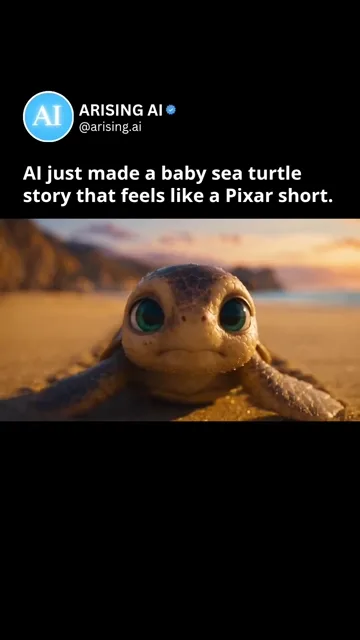 AI
ARISING AI
@arising.ai
AI just made a baby sea turtle
story that feels like a Pixar short.